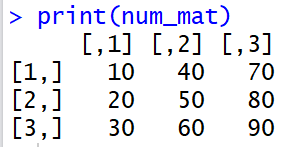 > print(num_mat)
     [,1] [,2] [,3]
[1,]   10   40   70
[2,]   20   50   80
[3,]   30   60   90